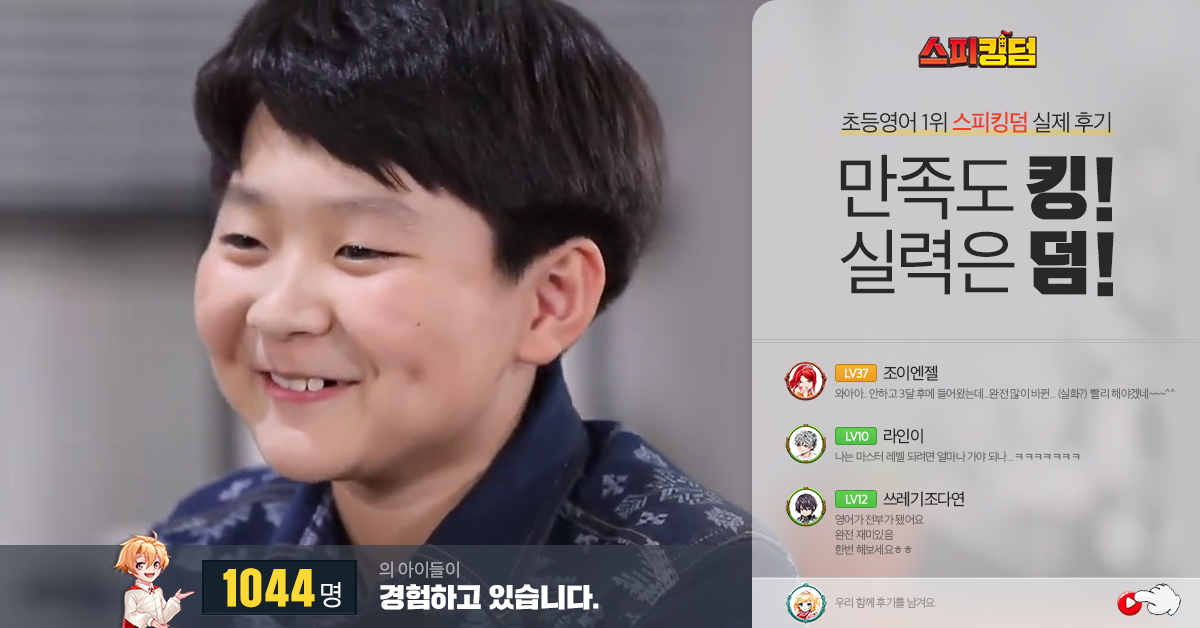 스피킹덤
초등영어 1위 스피킹덤 실제 후기
만족도 킹!
실력은 덤!
LV37 조이엔젤
와아아.. 안하고 3달 후에 들어왔는데...완전 많이 바뀐... (실화?) 빨리 해야겠네~~~^^
LV10 라인이
나는 마스터 레벨 되려면 얼마나 가야 되나....ㅋㅋㅋㅋㅋㅋㅋ
LV12 쓰레기조다연
영어가 전부가 됐어요
완전 재미있음
한번 해보세요ㅎㅎ
우리 함께 후기를 남겨요.
1044명
의 아이들이
경험하고 있습니다.